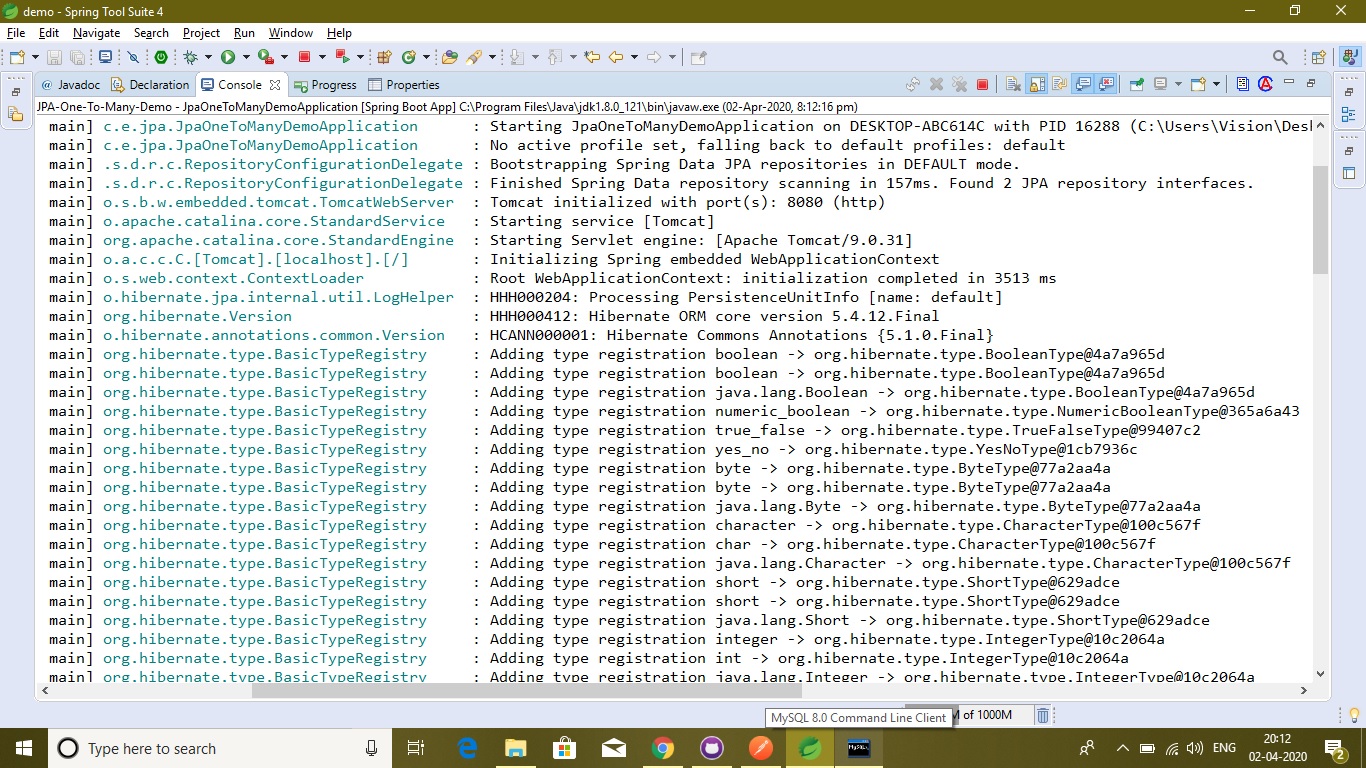 demo - Spring Tool Suite 4
File Edit Navigate Search Project Run Window Help
@ Javadoc Declaration Console Progress Properties
JPA-One-To-Many-Demo - JpaOneToManyDemoApplication [Spring Boot App] C:\Program Files\Java\jdk1.8.0_121\bin\javaw.exe (02-Apr-2020, 8:12:16 pm)
main] c.e.jpa.JpaOneToManyDemoApplication : Starting JpaOneToManyDemoApplication on DESKTOP-ABC614C with PID 16288 (C:\Users\Vision\Des
main] c.e.jpa.JpaOneToManyDemoApplication : No active profile set, falling back to default profiles: default
main] .s.d.r.c.RepositoryConfigurationDelegate : Bootstrapping Spring Data JPA repositories in DEFAULT mode.
main] .s.d.r.c.RepositoryConfigurationDelegate : Finished Spring Data repository scanning in 157ms. Found 2 JPA repository interfaces.
main] o.s.b.w.embedded.tomcat.TomcatWebServer : Tomcat initialized with port(s): 8080 (http)
main] o.apache.catalina.core.StandardService : Starting service [Tomcat]
main] org.apache.catalina.core.StandardEngine : Starting Servlet engine: [Apache Tomcat/9.0.31]
main] o.a.c.c.C.[Tomcat].[localhost].[/] : Initializing Spring embedded WebApplicationContext
main] o.s.web.context.ContextLoader : Root WebApplicationContext: initialization completed in 3513 ms
main] o.hibernate.jpa.internal.util.LogHelper : HHH000204: Processing PersistenceUnitInfo [name: default]
main] org.hibernate.Version : HHH000412: Hibernate ORM core version 5.4.12.Final
main] o.hibernate.annotations.common.Version : HCANN000001: Hibernate Commons Annotations {5.1.0.Final}
main] org.hibernate.type.BasicTypeRegistry : Adding type registration boolean -> org.hibernate.type.BooleanType@4a7a965d
main] org.hibernate.type.BasicTypeRegistry : Adding type registration boolean -> org.hibernate.type.BooleanType@4a7a965d
main] org.hibernate.type.BasicTypeRegistry : Adding type registration java.lang.Boolean -> org.hibernate.type.BooleanType@4a7a965d
main] org.hibernate.type.BasicTypeRegistry : Adding type registration numeric_boolean -> org.hibernate.type.NumericBooleanType@365a6a43
main] org.hibernate.type.BasicTypeRegistry : Adding type registration true_false -> org.hibernate.type.TrueFalseType@99407c2
main] org.hibernate.type.BasicTypeRegistry : Adding type registration yes_no -> org.hibernate.type.YesNoType@1cb7936c
main] org.hibernate.type.BasicTypeRegistry : Adding type registration byte -> org.hibernate.type.ByteType@77a2aa4a
main] org.hibernate.type.BasicTypeRegistry : Adding type registration byte -> org.hibernate.type.ByteType@77a2aa4a
main] org.hibernate.type.BasicTypeRegistry : Adding type registration java.lang.Byte -> org.hibernate.type.ByteType@77a2aa4a
main] org.hibernate.type.BasicTypeRegistry : Adding type registration character -> org.hibernate.type.CharacterType@100c567f
main] org.hibernate.type.BasicTypeRegistry : Adding type registration char -> org.hibernate.type.CharacterType@100c567f
main] org.hibernate.type.BasicTypeRegistry : Adding type registration java.lang.Character -> org.hibernate.type.CharacterType@100c567f
main] org.hibernate.type.BasicTypeRegistry : Adding type registration short -> org.hibernate.type.ShortType@629adce
main] org.hibernate.type.BasicTypeRegistry : Adding type registration short -> org.hibernate.type.ShortType@629adce
main] org.hibernate.type.BasicTypeRegistry : Adding type registration java.lang.Short -> org.hibernate.type.ShortType@629adce
main] org.hibernate.type.BasicTypeRegistry : Adding type registration integer -> org.hibernate.type.IntegerType@10c2064a
main] org.hibernate.type.BasicTypeRegistry : Adding type registration int -> org.hibernate.type.IntegerType@10c2064a
main] org.hibernate.type.BasicTypeRegistry : Adding type registration java.lang.Integer -> org.hibernate.type.IntegerType@10c2064a
MySQL 8.0 Command Line Client
M of 1000M
Type here to search
MySQL
ENG
20:12
02-04-2020
2